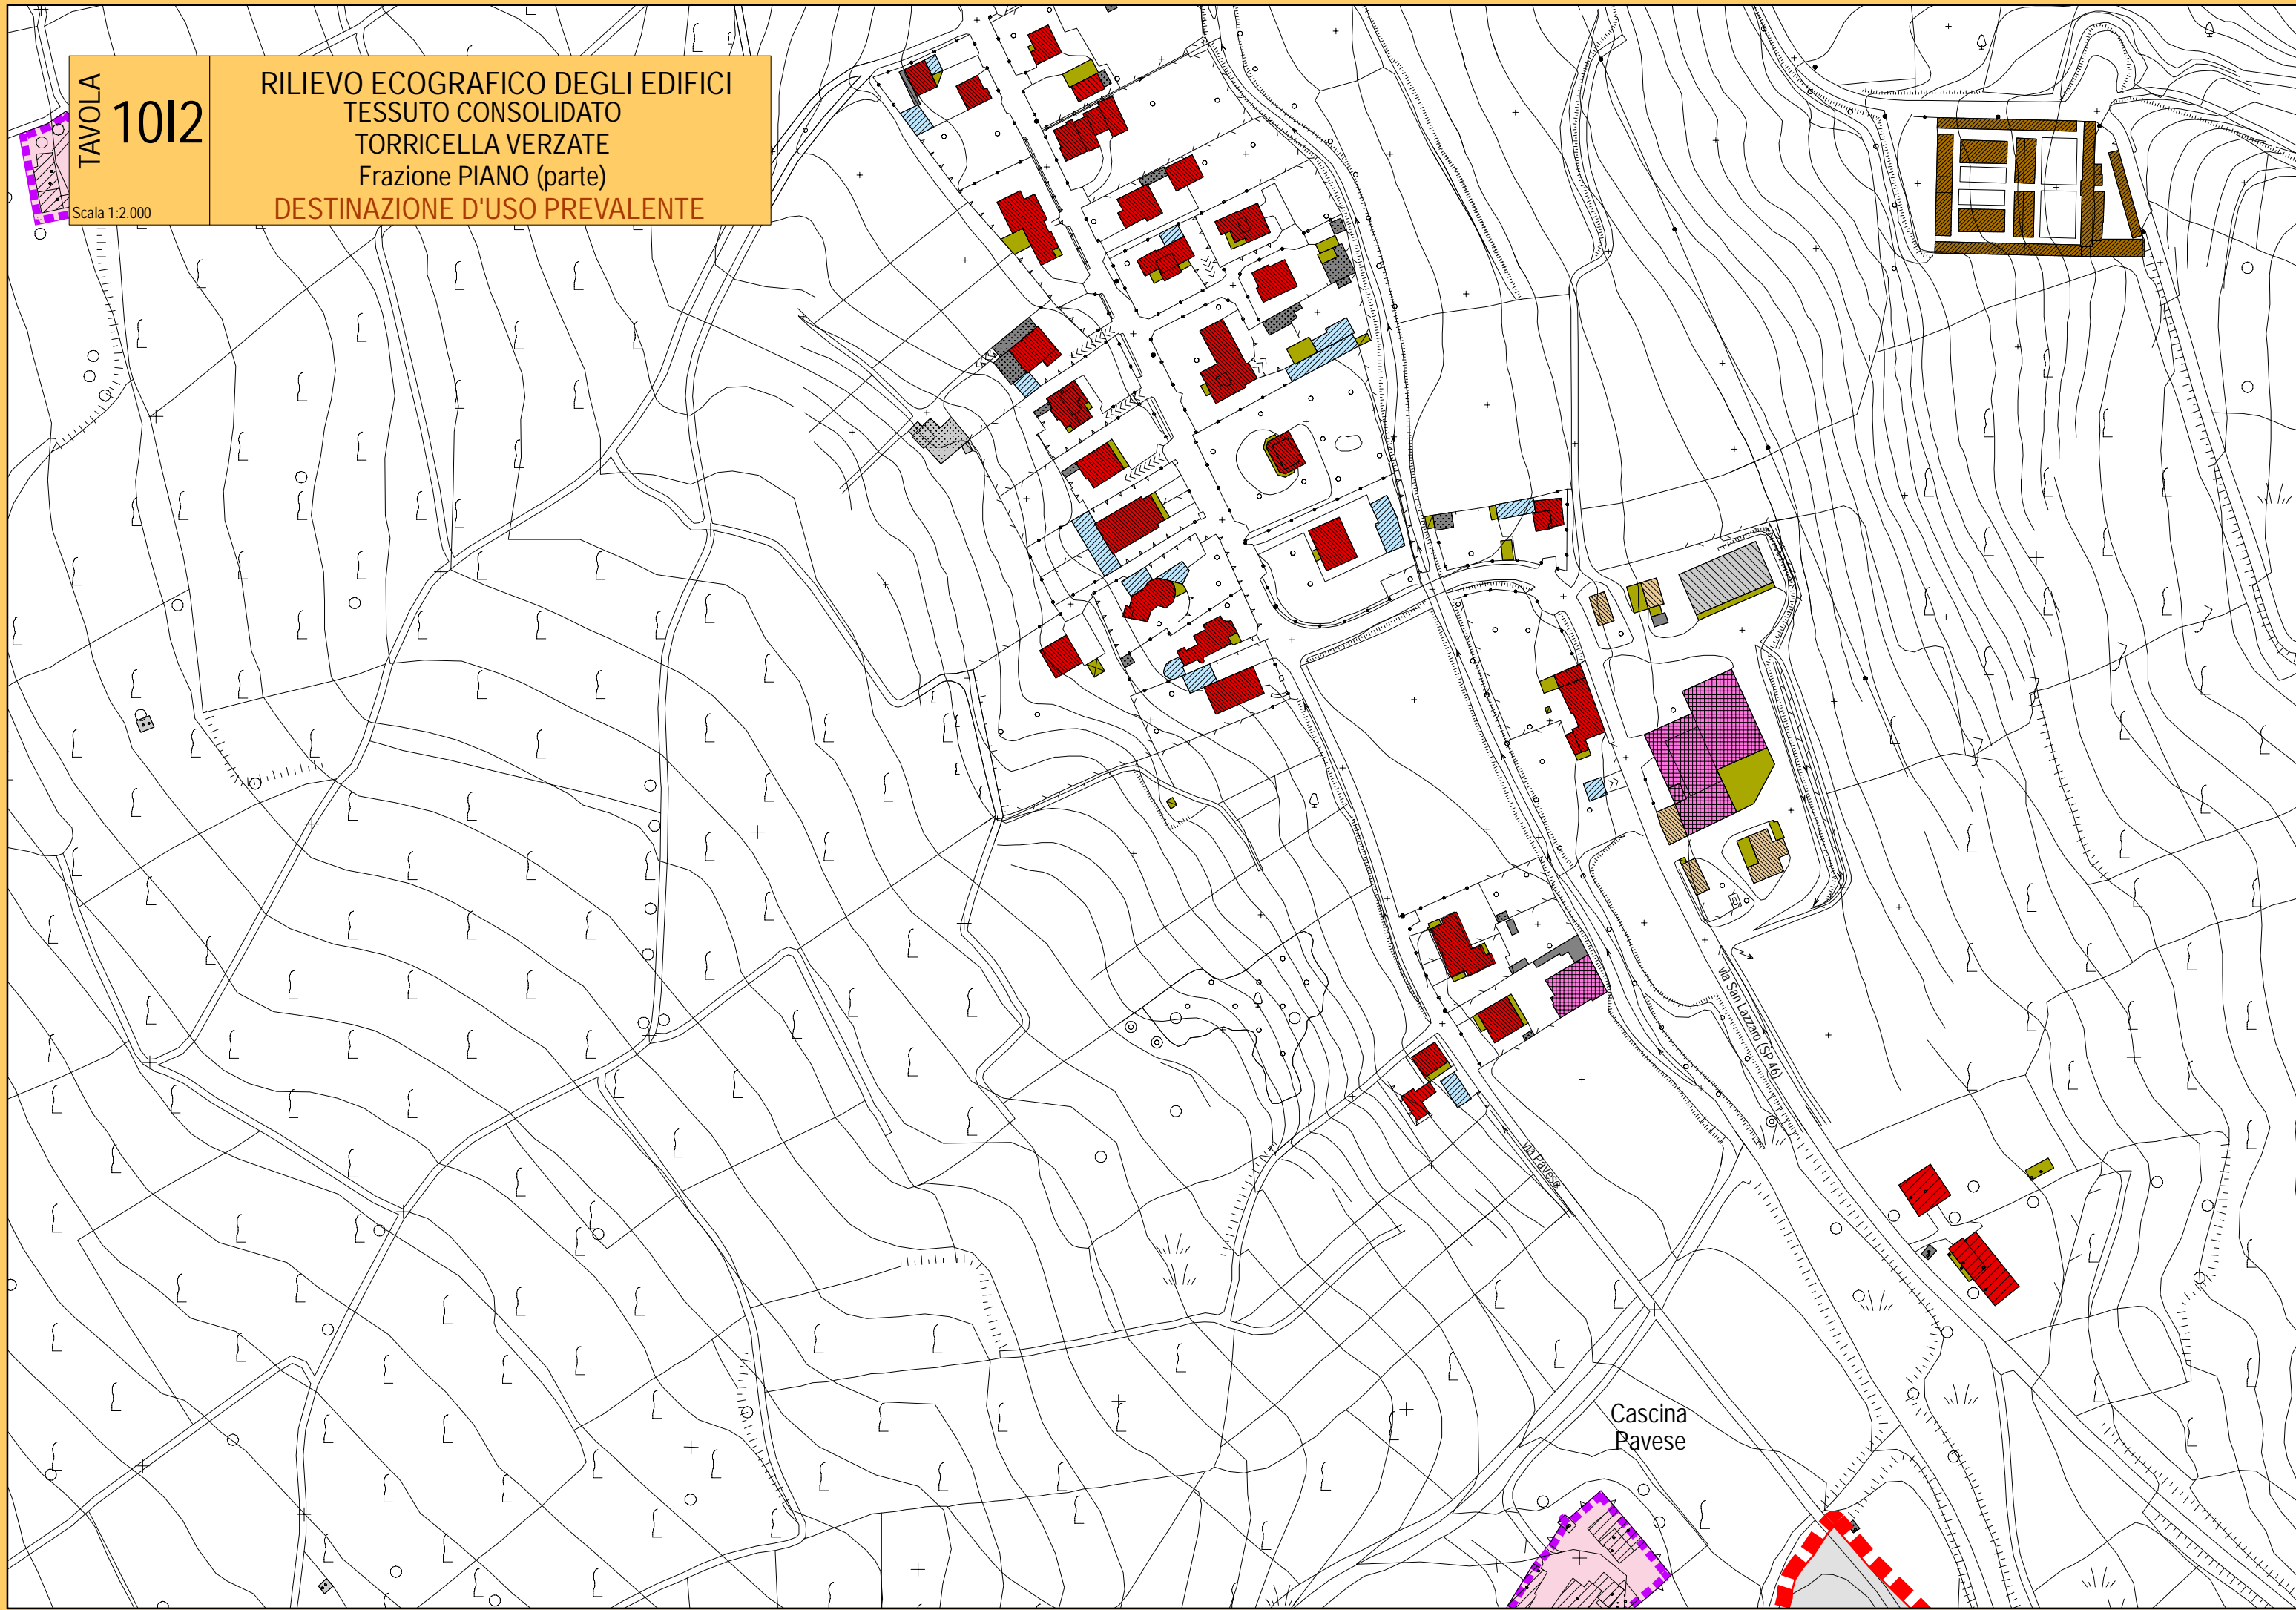 TAVOLA
10I2
Scala 1:2.000
RILIEVO ECOGRAFICO DEGLI EDIFICI
TESSUTO CONSOLIDATO
TORRICELLA VERZATE
Frazione PIANO (parte)
DESTINAZIONE D'USO PREVALENTE
via San Lazzaro (SP 46)
via Pavese
Cascina
Pavese